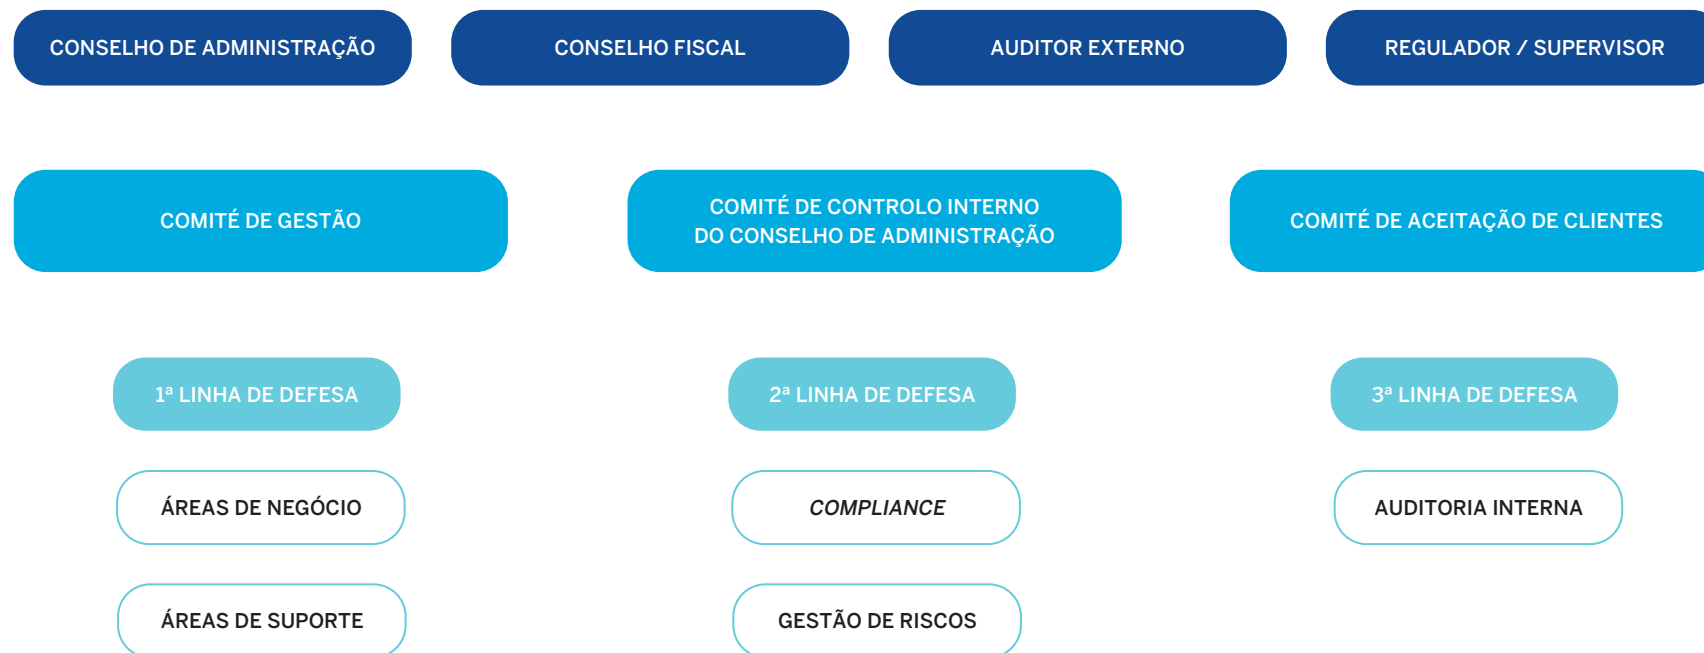 CONSELHO DE ADMINISTRAÇÃO
CONSELHO FISCAL
AUDITOR EXTERNO
REGULADOR / SUPERVISOR
COMITÉ DE GESTÃO
COMITÉ DE CONTROLO INTERNO
DO CONSELHO DE ADMINISTRAÇÃO
COMITÉ DE ACEITAÇÃO DE CLIENTES
1ª LINHA DE DEFESA
2ª LINHA DE DEFESA
3ª LINHA DE DEFESA
ÁREAS DE NEGÓCIO
COMPLIANCE
AUDITORIA INTERNA
ÁREAS DE SUPORTE
GESTÃO DE RISCOS